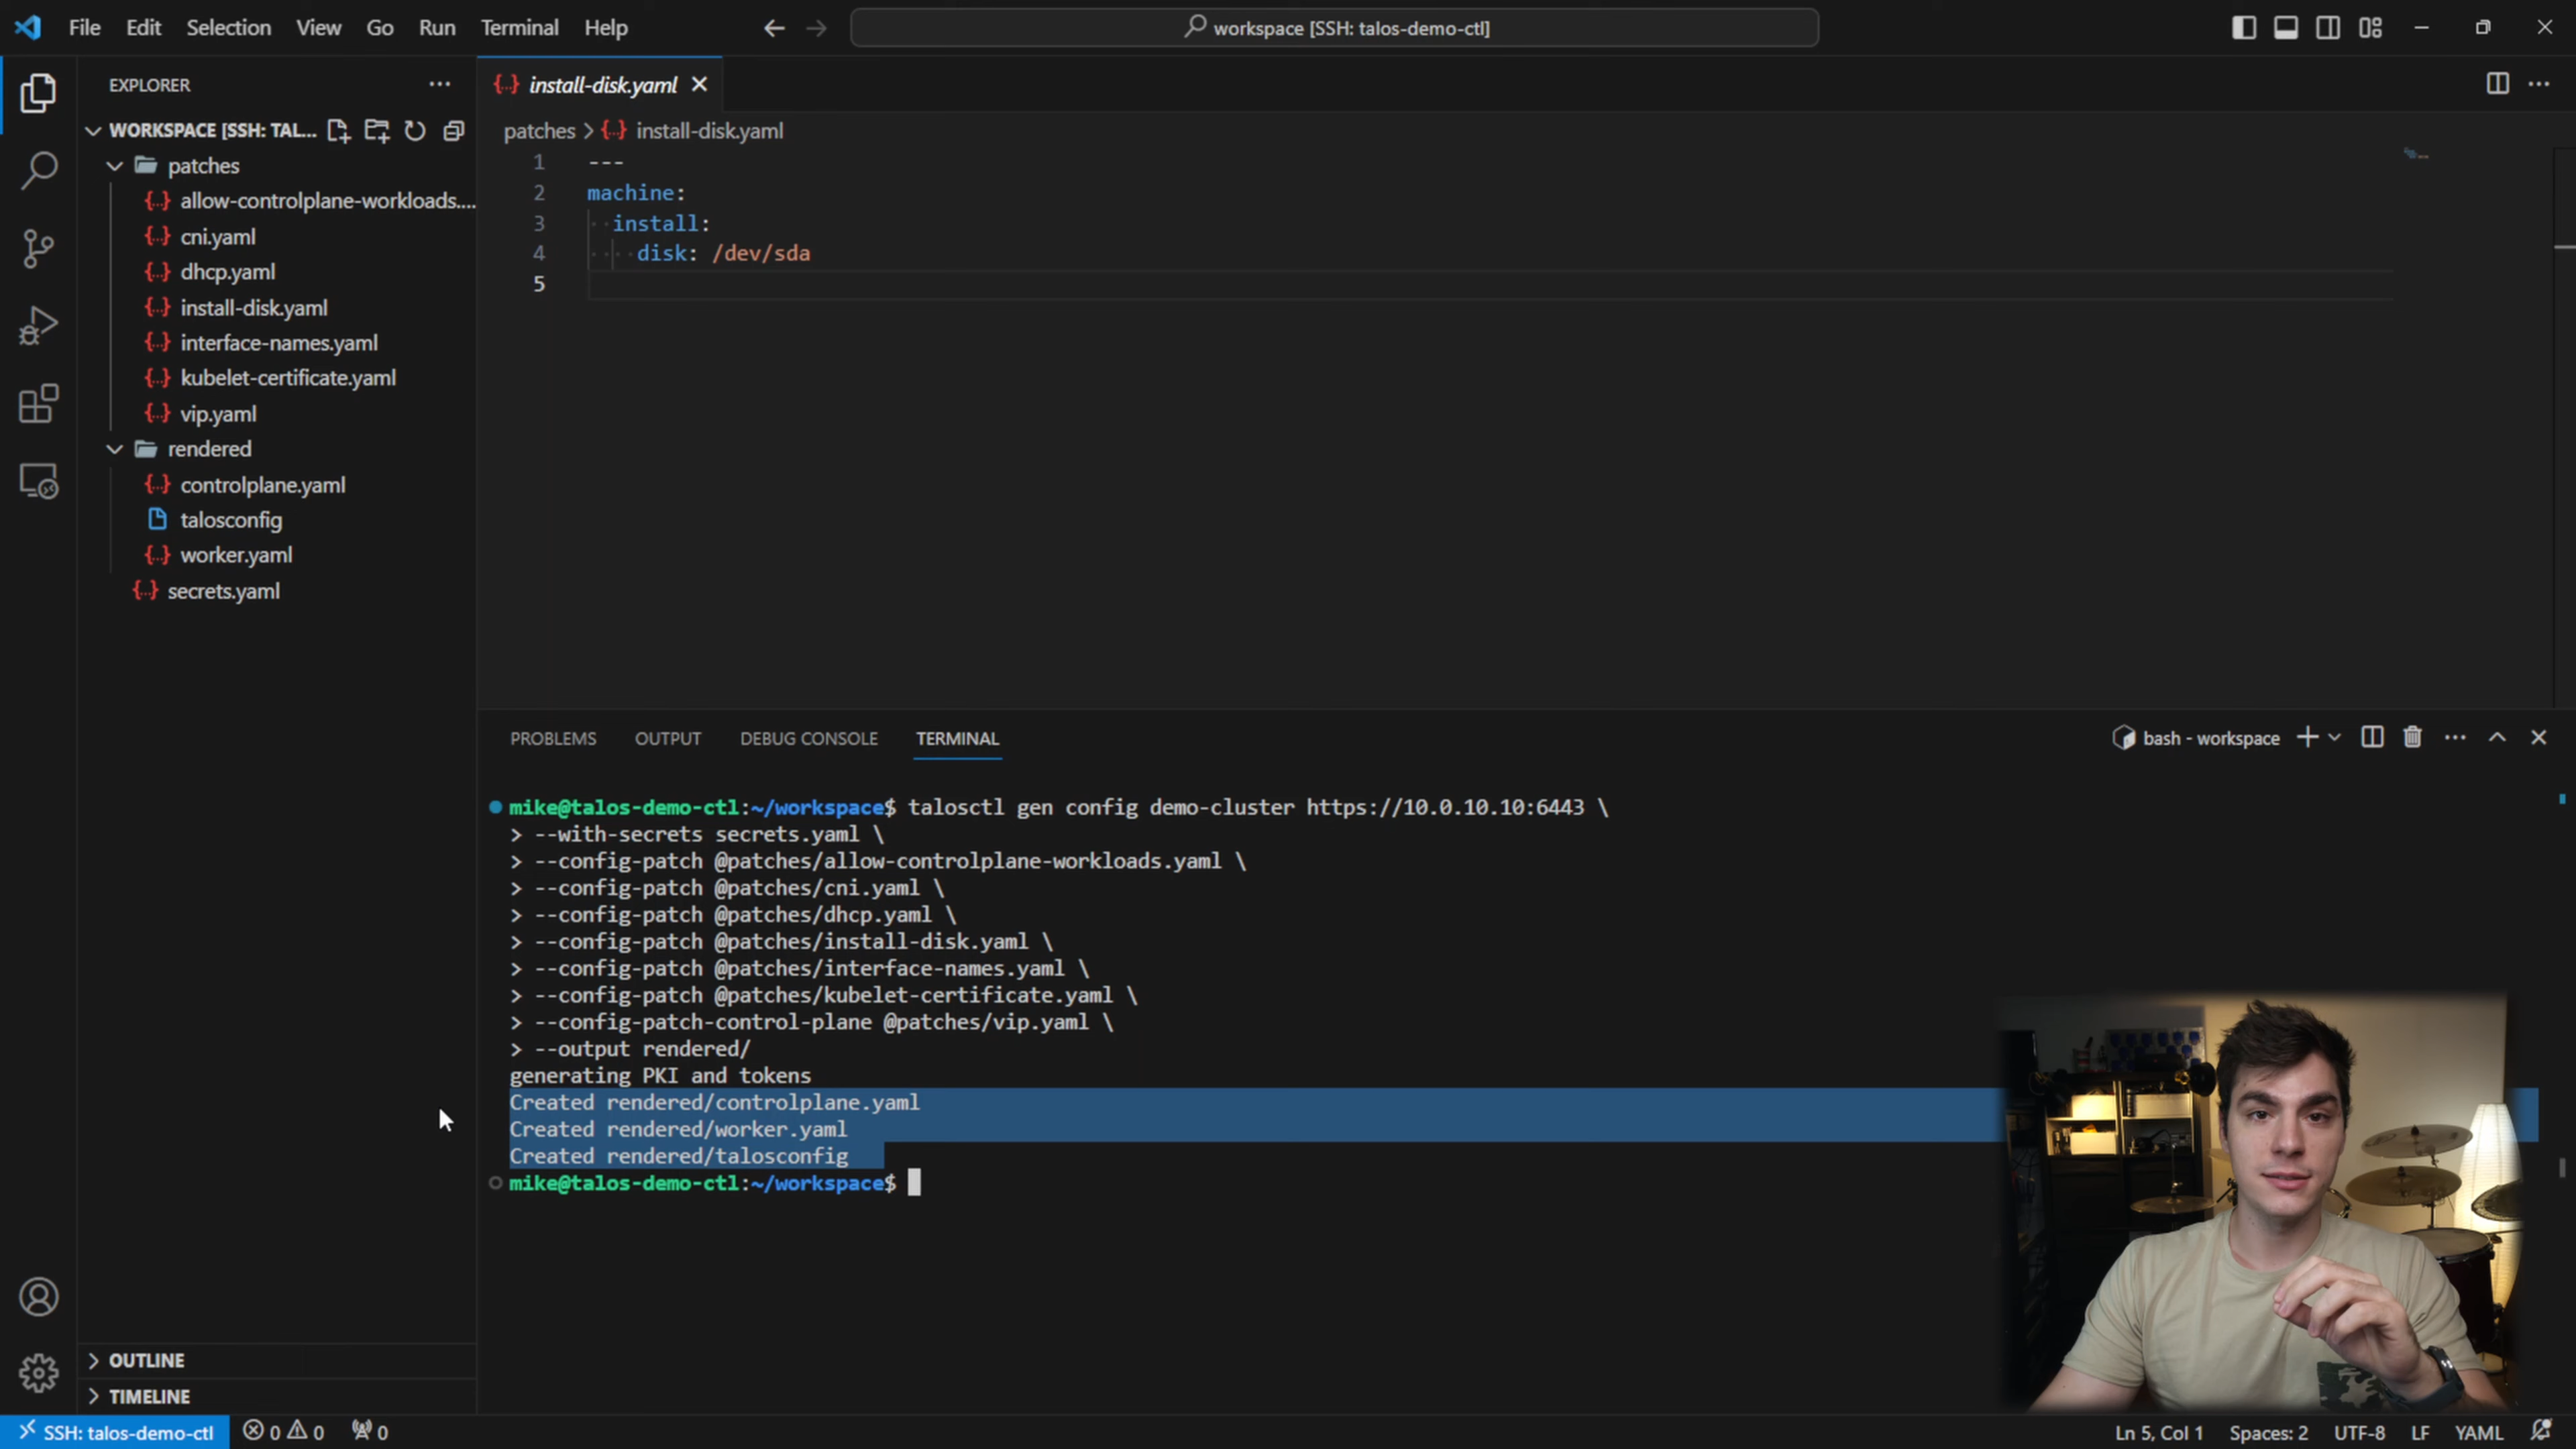 File Edit Selection View Go Run Terminal Help
workspace [SSH: talos-demo-ctl]
EXPLORER
WORKSPACE [SSH: TAL...
patches
allow-controlplane-workloads....
cni.yaml
dhcp.yaml
install-disk.yaml
interface-names.yaml
kubelet-certificate.yaml
vip.yaml
rendered
controlplane.yaml
talosconfig
worker.yaml
secrets.yaml
OUTLINE
TIMELINE
install-disk.yaml
patches > install-disk.yaml
1 ---
2 machine:
3 install:
4 disk: /dev/sda
5
PROBLEMS OUTPUT DEBUG CONSOLE TERMINAL
bash - workspace
mike@talos-demo-ctl:~/workspace$ talosctl gen config demo-cluster https://10.0.10.10:6443 \
> --with-secrets secrets.yaml \
> --config-patch @patches/allow-controlplane-workloads.yaml \
> --config-patch @patches/cni.yaml \
> --config-patch @patches/dhcp.yaml \
> --config-patch @patches/install-disk.yaml \
> --config-patch @patches/interface-names.yaml \
> --config-patch @patches/kubelet-certificate.yaml \
> --config-patch-control-plane @patches/vip.yaml \
> --output rendered/
generating PKI and tokens
Created rendered/controlplane.yaml
Created rendered/worker.yaml
Created rendered/talosconfig
mike@talos-demo-ctl:~/workspace$
SSH: talos-demo-ctl 0 0 0 Ln 5, Col 1 Spaces: 2 UTF-8 LF YAML